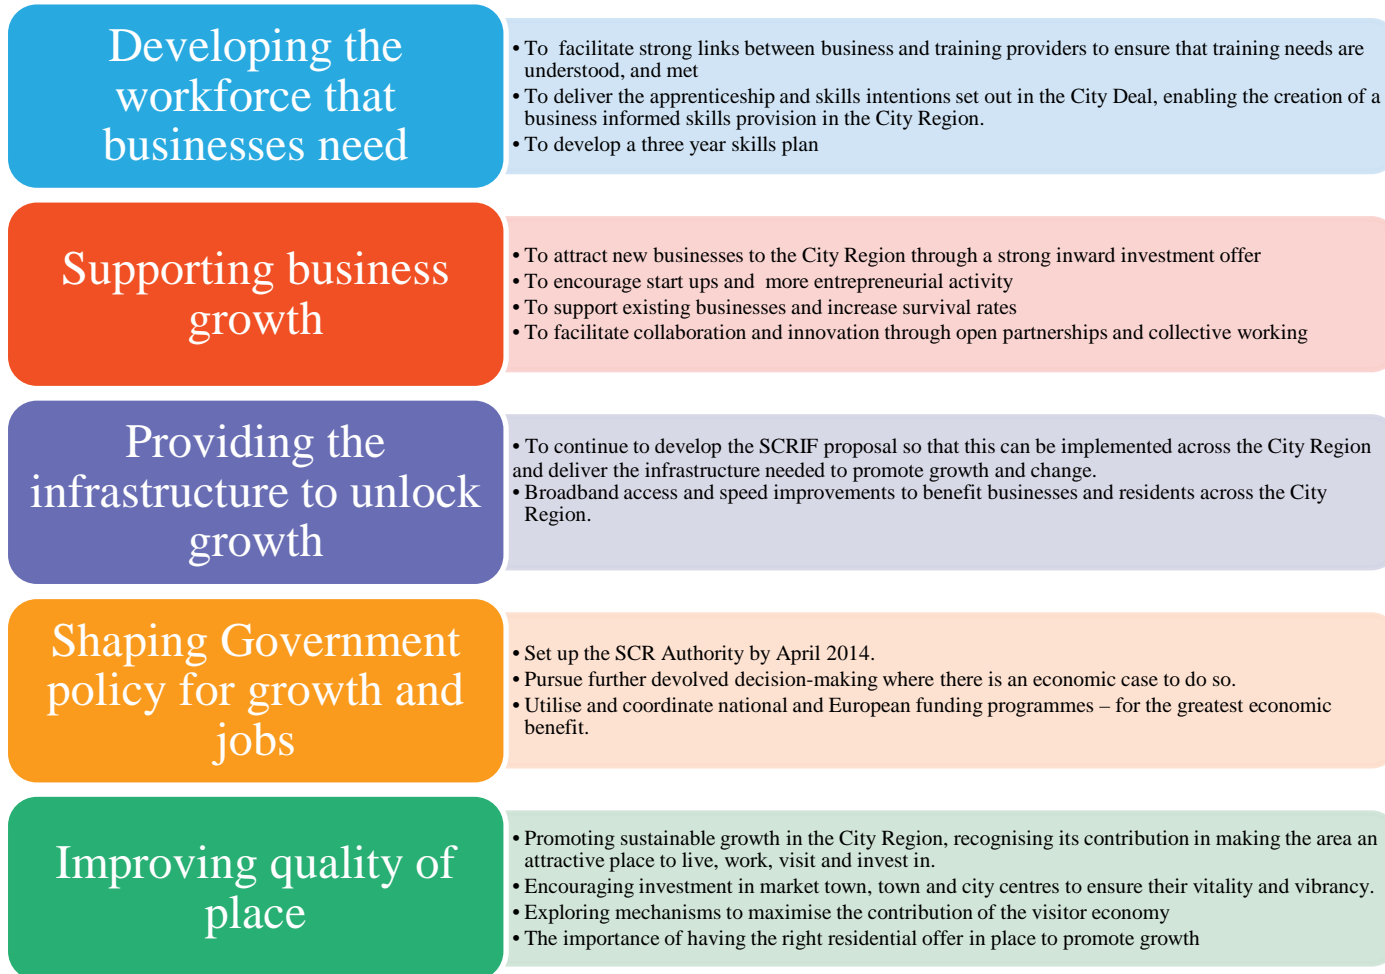 Developing the
workforce that
businesses need
• To  facilitate strong links between business and training providers to ensure that training needs are
understood, and met
• To deliver the apprenticeship and skills intentions set out in the City Deal, enabling the creation of a
business informed skills provision in the City Region.
• To develop a three year skills plan
Supporting business
growth
• To attract new businesses to the City Region through a strong inward investment offer
• To encourage start ups and  more entrepreneurial activity
• To support existing businesses and increase survival rates
• To facilitate collaboration and innovation through open partnerships and collective working
Providing the
infrastructure to unlock
growth
• To continue to develop the SCRIF proposal so that this can be implemented across the City Region
and deliver the infrastructure needed to promote growth and change.
• Broadband access and speed improvements to benefit businesses and residents across the City
Region.
Shaping Government
policy for growth and
jobs
• Set up the SCR Authority by April 2014.
• Pursue further devolved decision-making where there is an economic case to do so.
• Utilise and coordinate national and European funding programmes – for the greatest economic
benefit.
Improving quality of
place
• Promoting sustainable growth in the City Region, recognising its contribution in making the area an
attractive place to live, work, visit and invest in.
• Encouraging investment in market town, town and city centres to ensure their vitality and vibrancy.
• Exploring mechanisms to maximise the contribution of the visitor economy
• The importance of having the right residential offer in place to promote growth